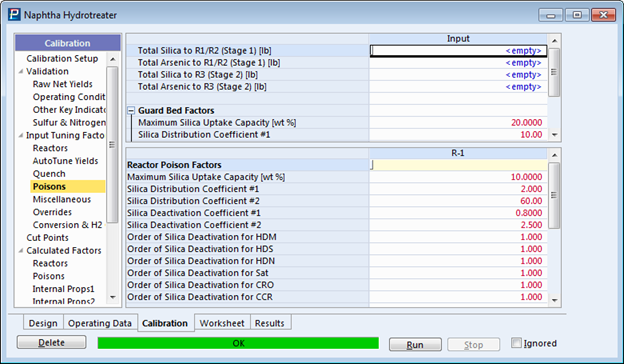 Naphtha Hydrotreater
Calibration
Calibration Setup
Validation
Raw Net Yields
Operating Condit
Other Key Indicato
Sulfur & Nitrogen
Input Tuning Facto
Reactors
AutoTune Yields
Quench
Poisons
Miscellaneous
Overrides
Conversion & H2
Cut Points
Calculated Factors
Reactors
Poisons
Internal Props1
Internal Props2
Input
Total Silica to R1/R2 (Stage 1) [lb] <empty>
Total Arsenic to R1/R2 (Stage 1) [lb] <empty>
Total Silica to R3 (Stage 2) [lb] <empty>
Total Arsenic to R3 (Stage 2) [lb] <empty>
Guard Bed Factors
Maximum Silica Uptake Capacity [wt %] 20.0000
Silica Distribution Coefficient #1 10.00
R-1
Reactor Poison Factors
Maximum Silica Uptake Capacity [wt %] 10.0000
Silica Distribution Coefficient #1 2.000
Silica Distribution Coefficient #2 60.00
Silica Deactivation Coefficient #1 0.8000
Silica Deactivation Coefficient #2 2.500
Order of Silica Deactivation for HDM 1.000
Order of Silica Deactivation for HDS 1.000
Order of Silica Deactivation for HDN 1.000
Order of Silica Deactivation for Sat 1.000
Order of Silica Deactivation for CRO 1.000
Order of Silica Deactivation for CCR 1.000
Design Operating Data Calibration Worksheet Results
Delete OK Run Stop Ignored